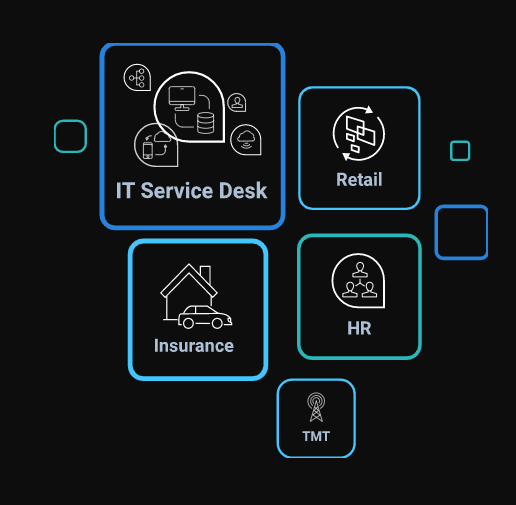 IT Service Desk
Retail
Insurance
HR
TMT